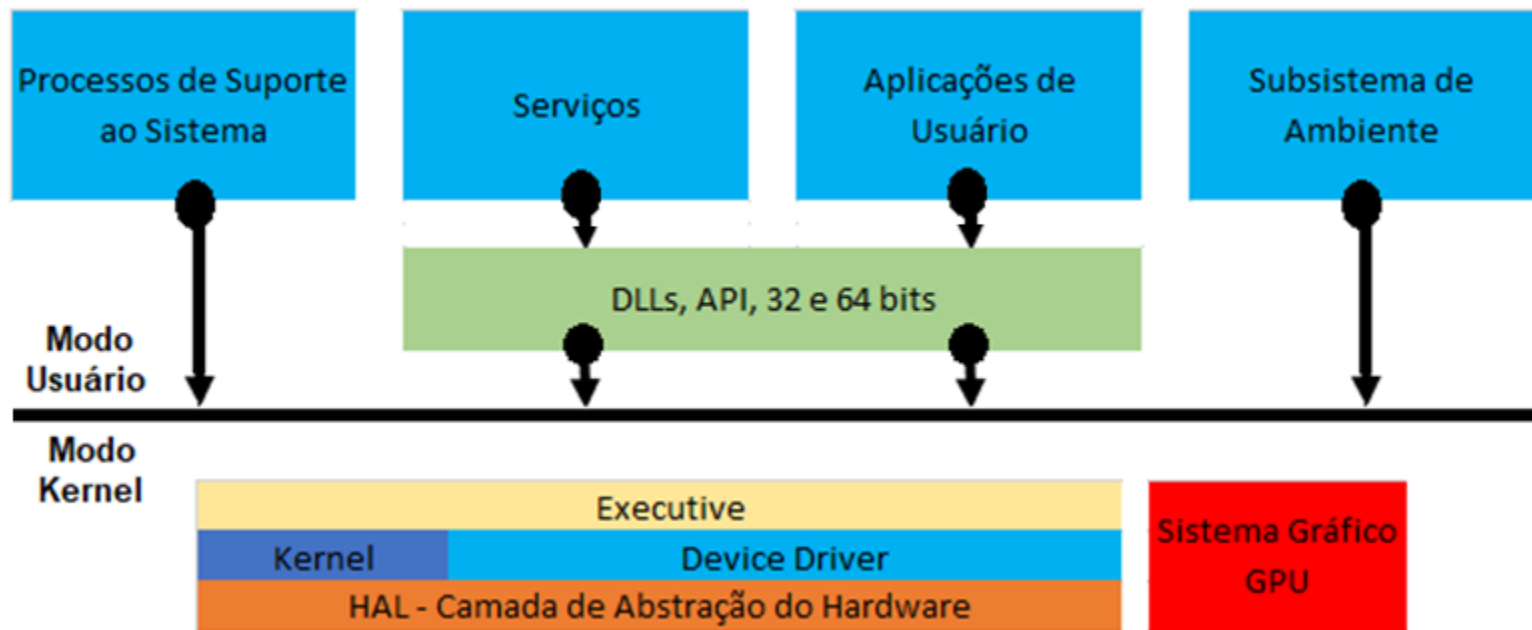 Processos de Suporte
ao Sistema
Serviços
Aplicações de
Usuário
Subsistema de
Ambiente
DLLs, API, 32 e 64 bits
Modo
Usuário
Modo
Kernel
Executive
Kernel
Device Driver
HAL - Camada de Abstração do Hardware
Sistema Gráfico
GPU